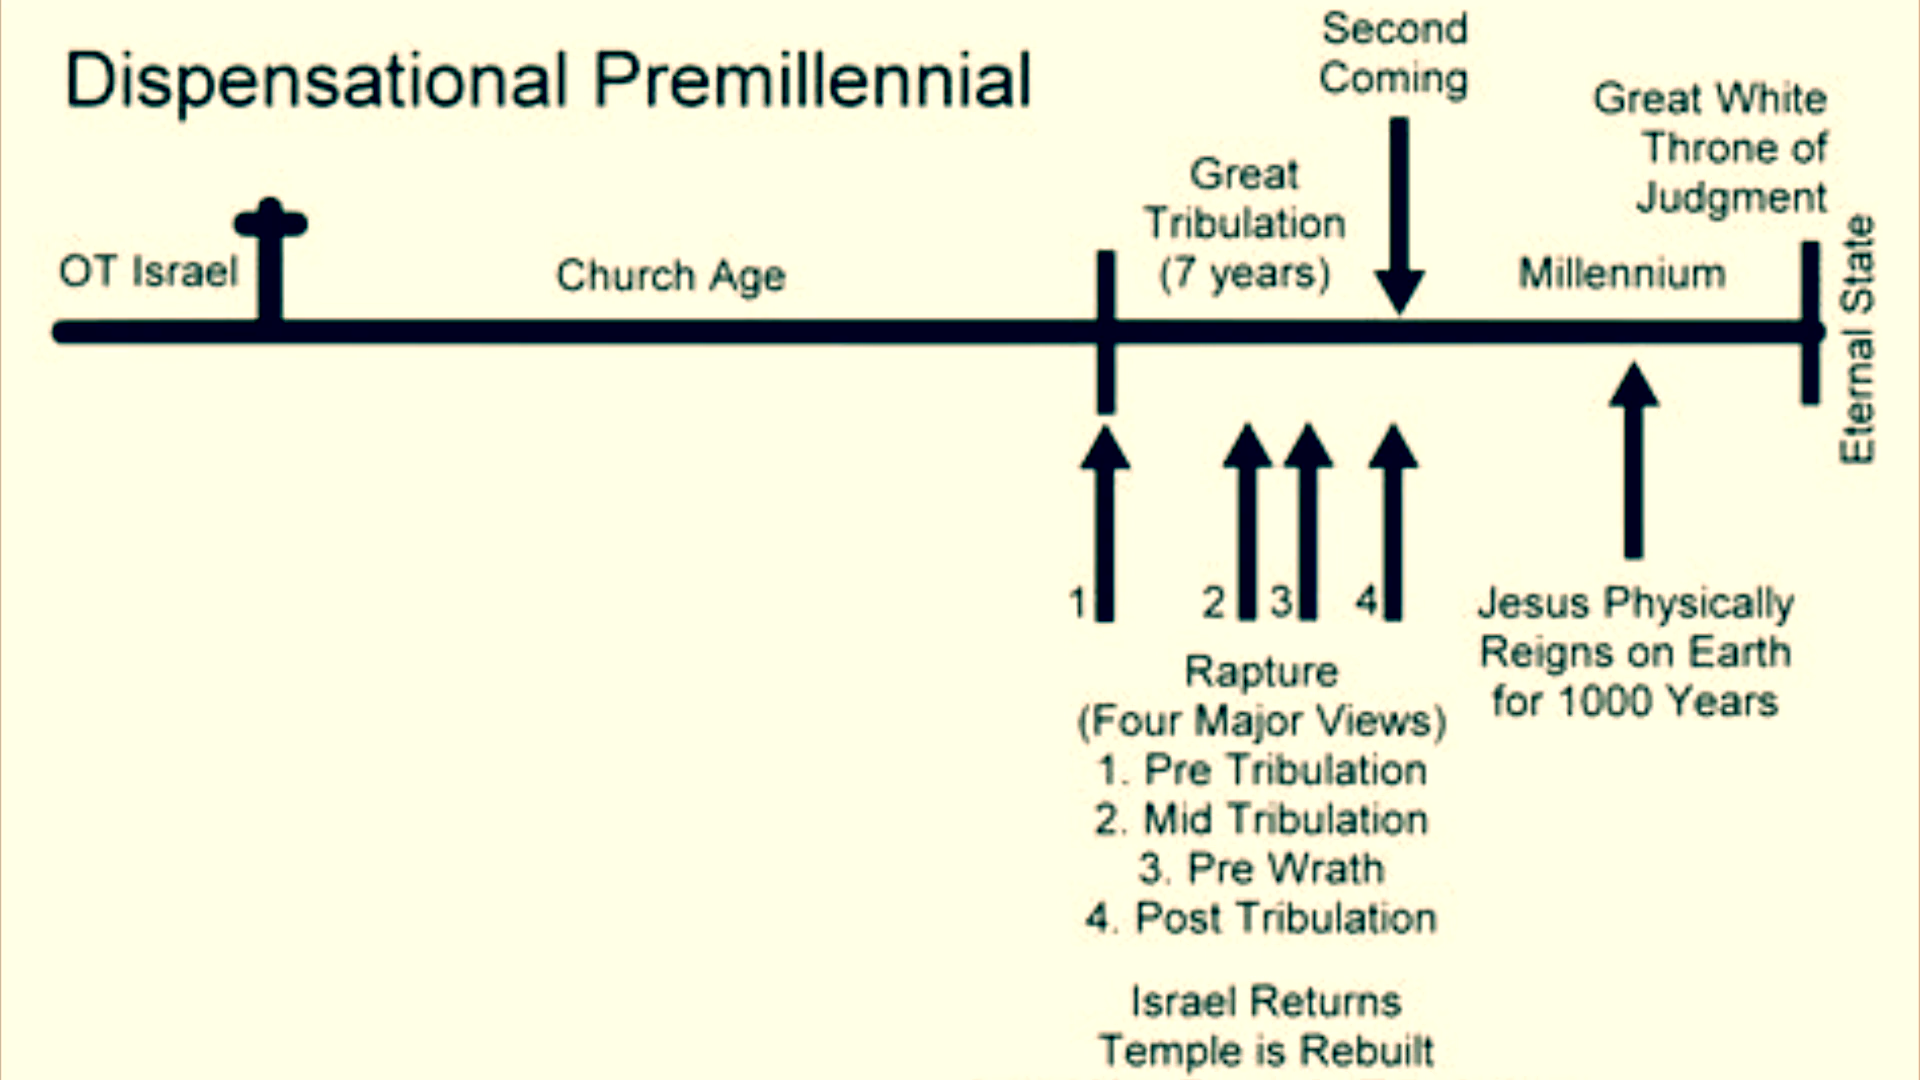 Dispensational Premillennial
Second
Coming
Great White
Throne of
Judgment
Great
Tribulation
(7 years)
OT Israel
Church Age
Millennium
Eternal State
1
2
3
4
Rapture
(Four Major Views)
1. Pre Tribulation
2. Mid Tribulation
3. Pre Wrath
4. Post Tribulation
Jesus Physically
Reigns on Earth
for 1000 Years
Israel Returns
Temple is Rebuilt